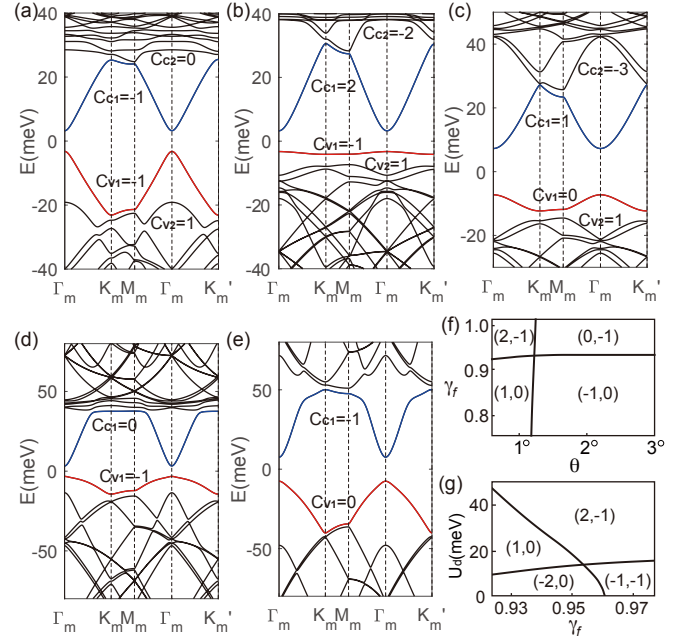 (a)
40
20
0
-20
-40
E(meV)
Cc2=0
Cc1=-1
Cv1=-1
Cv2=1
Γm Km Mm Γm Km'
(b)
40
20
0
-20
-40
E(meV)
Cc2=-2
Cc1=2
Cv1=-1
Cv2=1
Γm Km Mm Γm Km'
(c)
40
20
0
-20
E(meV)
Cc2=-3
Cc1=1
Cv1=0
Cv2=1
Γm Km Mm Γm Km'
(d)
50
0
-50
E(meV)
Cc1=0
Cv1=-1
Γm Km Mm Γm Km'
(e)
50
0
-50
E(meV)
Cc1=-1
Cv1=0
Γm Km Mm Γm Km'
(f)
1.0
0.9
0.8
γf
(2,-1) (0,-1)
(1,0) (-1,0)
1° 2° 3°
θ
(g)
40
20
0
Ud(meV)
(2,-1)
(1,0)
(-2,0) (-1,-1)
0.93 0.95 0.97
γf